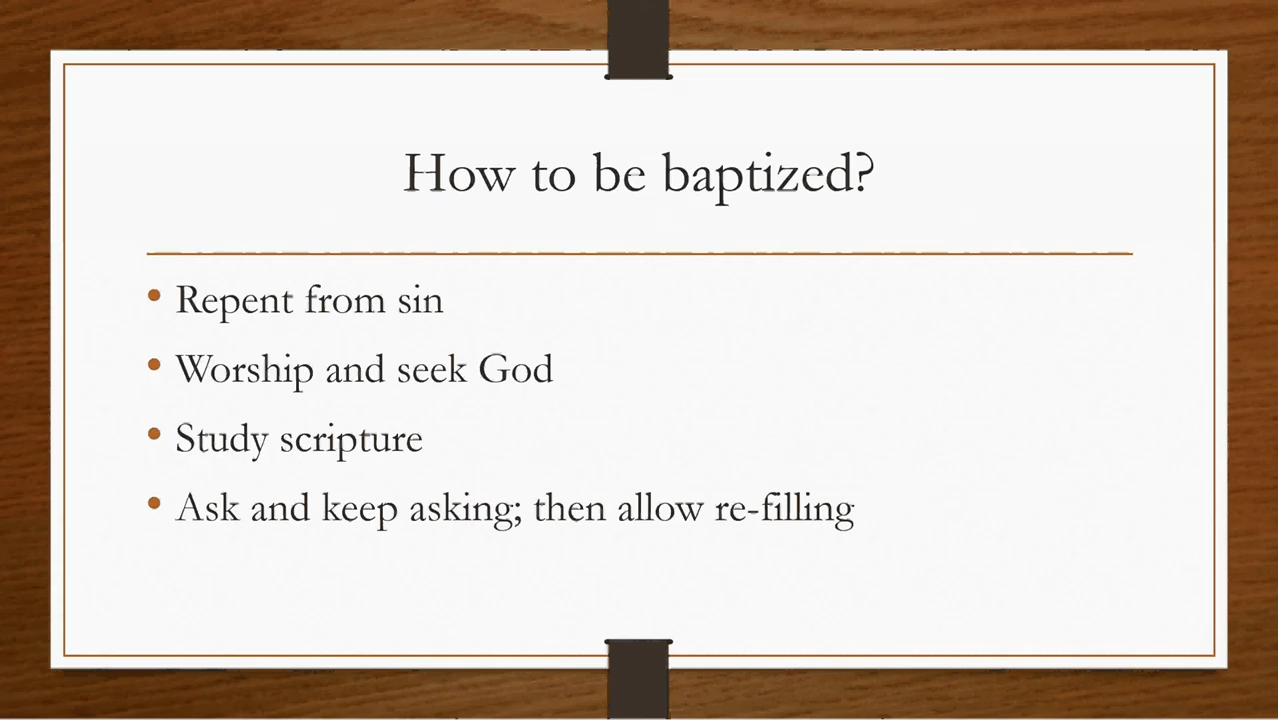 How to be baptized?
• Repent from sin
• Worship and seek God
• Study scripture
• Ask and keep asking; then allow re-filling